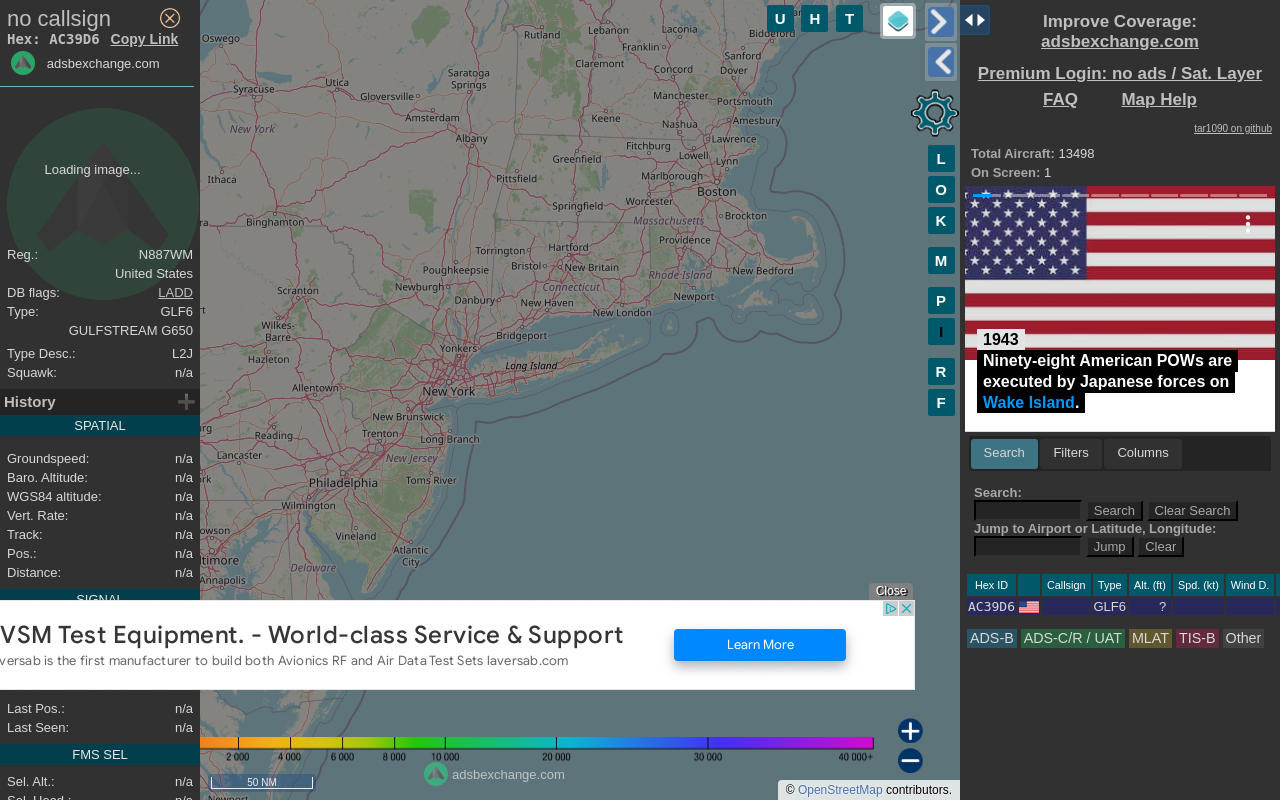 no callsign
Hex: AC39D6 Copy Link
adsbexchange.com
Loading image...
Reg.: N887WM
United States
DB flags: LADD
Type: GLF6
GULFSTREAM G650
Type Desc.: L2J
Squawk: n/a
History
SPATIAL
Groundspeed: n/a
Baro. Altitude: n/a
WGS84 altitude: n/a
Vert. Rate: n/a
Track: n/a
Pos.: n/a
Distance: n/a
SIGNAL
Last Pos.: n/a
Last Seen: n/a
FMS SEL
Sel. Alt.: n/a
Sel. Head.: n/a
U H T
Oswego
Rutland
Lebanon
Laconia
Biddeford
Franklin
Sanford
Claremont
Concord
Dover
Utica
Saratoga
Springs
Syracuse
Gloversville
Manchester
Portsmouth
Amsterdam
Keene
Nashua
Amesbury
New York
Albany
Fitchburg
Lawrence
Greenfield
Lowell
Lynn
Ithaca
Pittsfield
Marlborough
Boston
Springfield
Worcester
Binghamton
Massachusetts
Brockton
Torrington
Hartford
Providence
Poughkeepsie
Bristol
New Britain
Rhode Island
New Bedford
Newburgh
Connecticut
Danbury
New Haven
Newport
New London
Wilkes-
Barre
Bridgeport
Hazleton
Yonkers
Long Island
Allentown
New York
New Brunswick
Reading
Trenton
Long Branch
Lancaster
New Jersey
Philadelphia
Toms River
Wilmington
Vineland
Atlantic
City
Delaware
Annapolis
L
O
K
M
P
I
R
F
Close
VSM Test Equipment. - World-class Service & Support
versab is the first manufacturer to build both Avionics RF and Air Data Test Sets laversab.com
Learn More
2 000 4 000 6 000 8 000 10 000 20 000 30 000 40 000+
adsbexchange.com
50 NM
© OpenStreetMap contributors.
Improve Coverage:
adsbexchange.com
Premium Login: no ads / Sat. Layer
FAQ Map Help
tar1090 on github
Total Aircraft: 13498
On Screen: 1
1943
Ninety-eight American POWs are
executed by Japanese forces on
Wake Island.
Search Filters Columns
Search:
Search Clear Search
Jump to Airport or Latitude, Longitude:
Jump Clear
Hex ID Callsign Type Alt. (ft) Spd. (kt) Wind D.
AC39D6 GLF6 ?
ADS-B ADS-C/R / UAT MLAT TIS-B Other